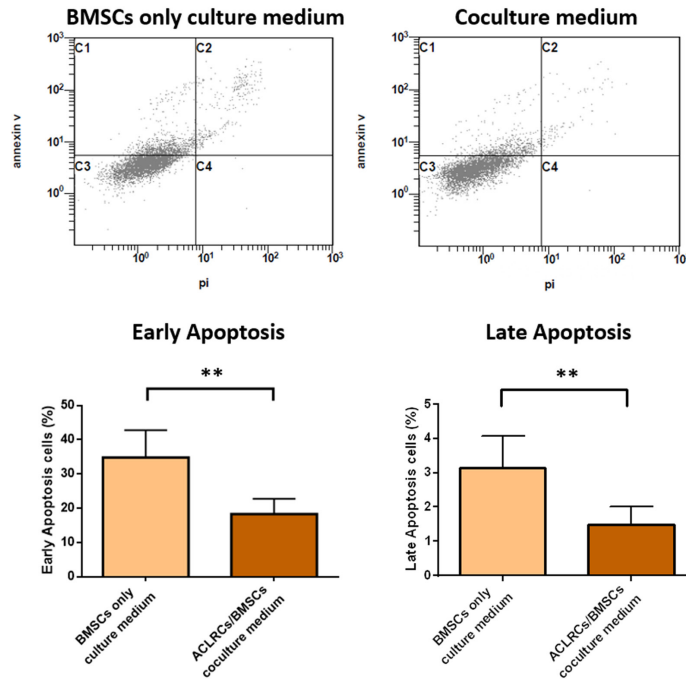 BMSCs only culture medium
Coculture medium
10³
C1
C2
10²
annexin v
10¹
C3
C4
10⁰
10⁰
10¹
10²
10³
pi
10³
C1
C2
10²
annexin v
10¹
C3
C4
10⁰
10⁰
10¹
10²
10
pi
Early Apoptosis
**
Early Apoptosis cells (%)
50
40
30
20
10
0
BMSCs only
culture medium
ACLRCs/BMSCs
coculture medium
Late Apoptosis
**
Late Apoptosis cells (%)
5
4
3
2
1
0
BMSCs only
culture medium
ACLRCs/BMSCs
coculture medium